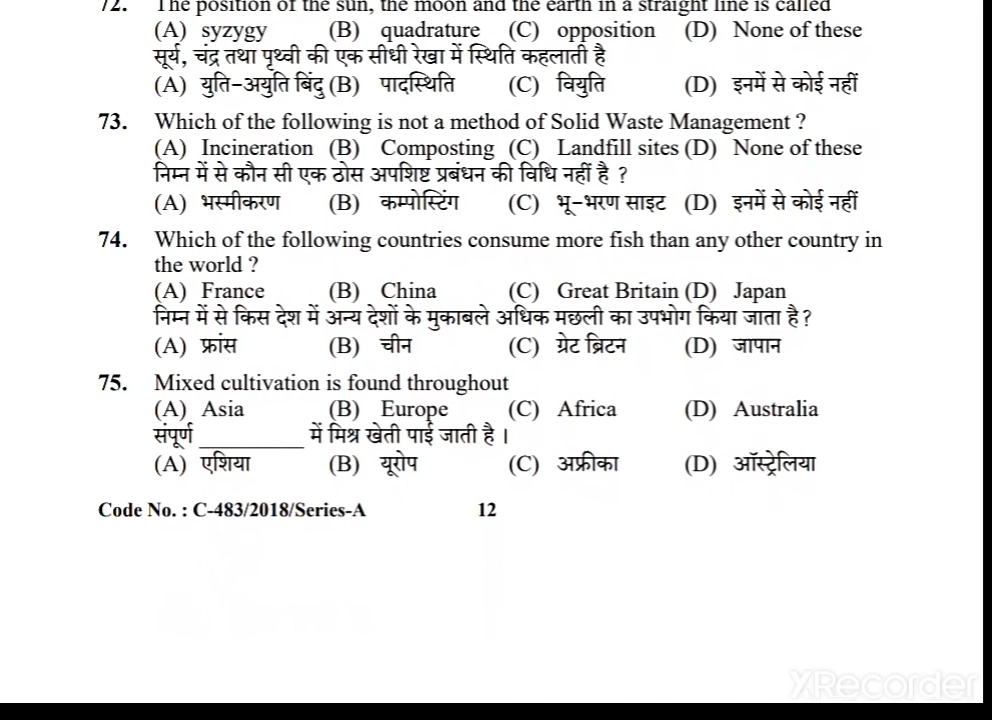 72. The position of the sun, the moon and the earth in a straight line is called
(A) syzygy (B) quadrature (C) opposition (D) None of these
सूर्य, चंद्र तथा पृथ्वी की एक सीधी रेखा में स्थिति कहलाती है
(A) युति-अयुति बिंदु (B) पादस्थिति (C) वियुति (D) इनमें से कोई नहीं
73. Which of the following is not a method of Solid Waste Management ?
(A) Incineration (B) Composting (C) Landfill sites (D) None of these
निम्न में से कौन सी एक ठोस अपशिष्ट प्रबंधन की विधि नहीं है ?
(A) भस्मीकरण (B) कम्पोस्टिंग (C) भू-भरण साइट (D) इनमें से कोई नहीं
74. Which of the following countries consume more fish than any other country in
the world ?
(A) France (B) China (C) Great Britain (D) Japan
निम्न में से किस देश में अन्य देशों के मुकाबले अधिक मछली का उपभोग किया जाता है?
(A) फ्रांस (B) चीन (C) ग्रेट ब्रिटन (D) जापान
75. Mixed cultivation is found throughout
(A) Asia (B) Europe (C) Africa (D) Australia
संपूर्ण __________ में मिश्र खेती पाई जाती है ।
(A) एशिया (B) यूरोप (C) अफ्रीका (D) ऑस्ट्रेलिया
Code No. : C-483/2018/Series-A 12
XRecorder